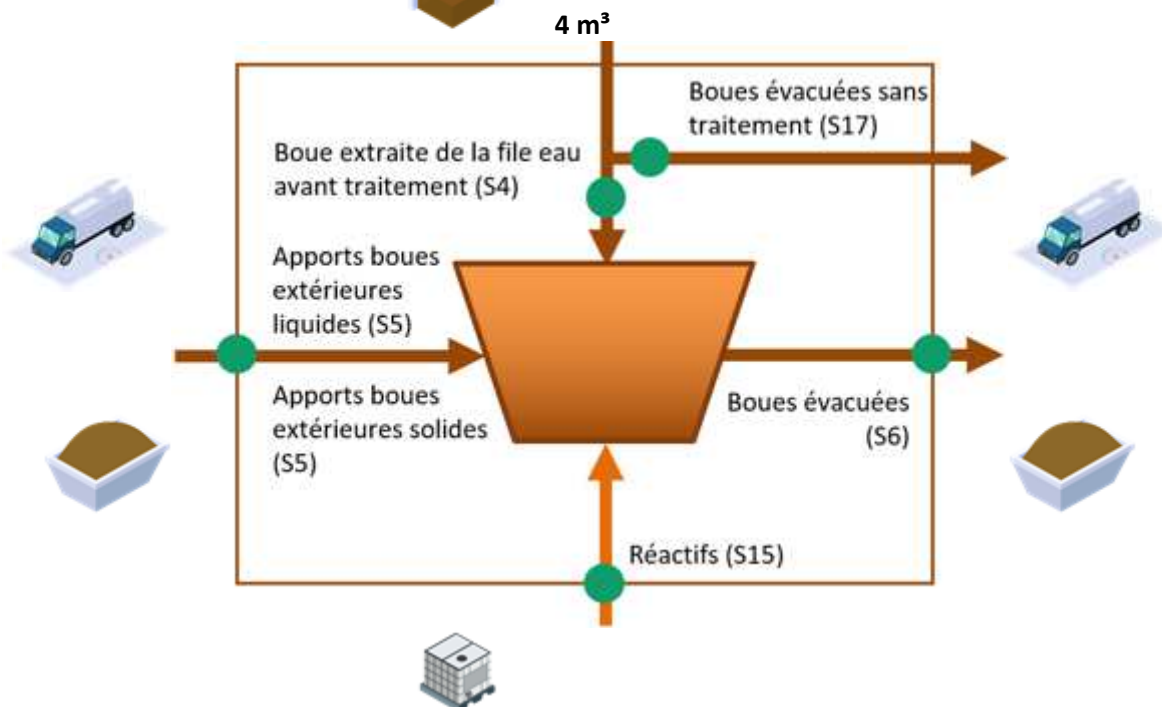 4 m³
Boues évacuées sans
traitement (S17)
Boue extraite de la file eau
avant traitement (S4)
Apports boues
extérieures
liquides (S5)
Apports boues
extérieures solides
(S5)
Boues évacuées
(S6)
Réactifs (S15)